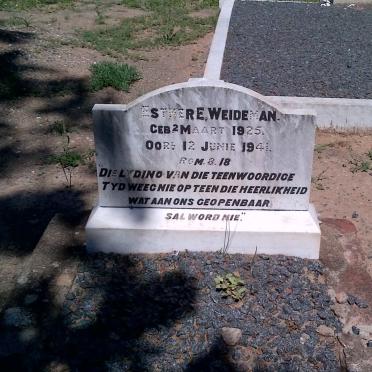 ESTHER E. WEIDEMAN.
GEB 2 MAART 1925.
OORL 12 JUNIE 1941.
ROM. 8. 18
"DIE LYDING VAN DIE TEENWOORDIGE
TYD WEEG NIE OP TEEN DIE HEERLIKHEID
WAT AAN ONS GEOPENBAAR
SAL WORD NIE."